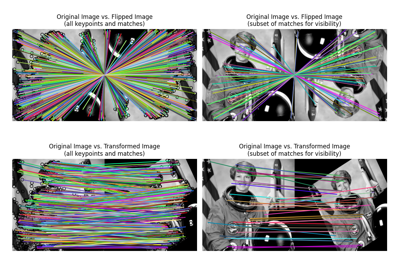 Original Image vs. Flipped Image
(all keypoints and matches)
Original Image vs. Flipped Image
(subset of matches for visibility)
Original Image vs. Transformed Image
(all keypoints and matches)
Original Image vs. Transformed Image
(subset of matches for visibility)